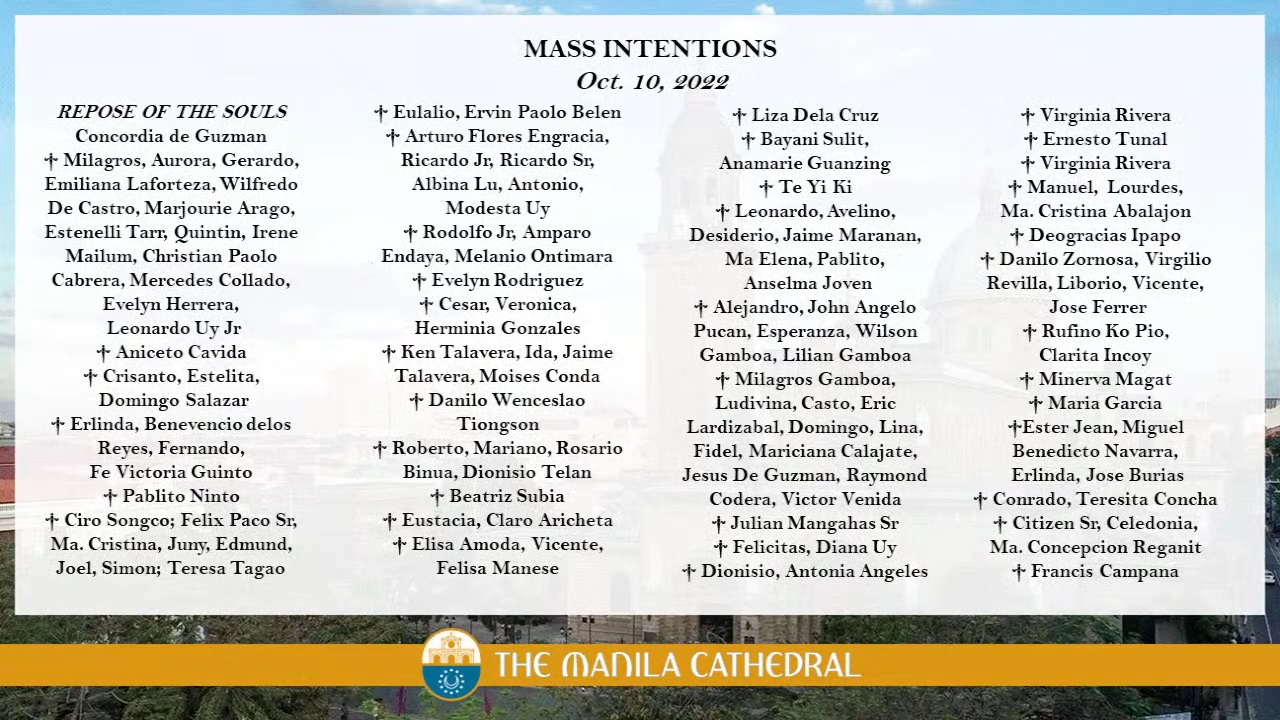 MASS INTENTIONS
Oct. 10, 2022
REPOSE OF THE SOULS
Concordia de Guzman
✝ Milagros, Aurora, Gerardo,
Emiliana Laforteza, Wilfredo
De Castro, Marjourie Arago,
Estenelli Tarr, Quintin, Irene
Mailum, Christian Paolo
Cabrera, Mercedes Collado,
Evelyn Herrera,
Leonardo Uy Jr
✝ Aniceto Cavida
✝ Crisanto, Estelita,
Domingo Salazar
✝ Erlinda, Benevencio delos
Reyes, Fernando,
Fe Victoria Guinto
✝ Pablito Ninto
✝ Ciro Songco; Felix Paco Sr,
Ma. Cristina, Juny, Edmund,
Joel, Simon; Teresa Tagao
✝ Eulalio, Ervin Paolo Belen
✝ Arturo Flores Engracia,
Ricardo Jr, Ricardo Sr,
Albina Lu, Antonio,
Modesta Uy
✝ Rodolfo Jr, Amparo
Endaya, Melanio Ontimara
✝ Evelyn Rodriguez
✝ Cesar, Veronica,
Herminia Gonzales
✝ Ken Talavera, Ida, Jaime
Talavera, Moises Conda
✝ Danilo Wenceslao
Tiongson
✝ Roberto, Mariano, Rosario
Binua, Dionisio Telan
✝ Beatriz Subia
✝ Eustacia, Claro Aricheta
✝ Elisa Amoda, Vicente,
Felisa Manese
✝ Liza Dela Cruz
✝ Bayani Sulit,
Anamarie Guanzing
✝ Te Yi Ki
✝ Leonardo, Avelino,
Desiderio, Jaime Maranan,
Ma Elena, Pablito,
Anselma Joven
✝ Alejandro, John Angelo
Pucan, Esperanza, Wilson
Gamboa, Lilian Gamboa
✝ Milagros Gamboa,
Ludivina, Casto, Eric
Lardizabal, Domingo, Lina,
Fidel, Mariciana Calajate,
Jesus De Guzman, Raymond
Codera, Victor Venida
✝ Julian Mangahas Sr
✝ Felicitas, Diana Uy
✝ Dionisio, Antonia Angeles
✝ Virginia Rivera
✝ Ernesto Tunal
✝ Virginia Rivera
✝ Manuel, Lourdes,
Ma. Cristina Abalajon
✝ Deogracias Ipapo
✝ Danilo Zornosa, Virgilio
Revilla, Liborio, Vicente,
Jose Ferrer
✝ Rufino Ko Pio,
Clarita Incoy
✝ Minerva Magat
✝ Maria Garcia
✝Ester Jean, Miguel
Benedicto Navarra,
Erlinda, Jose Burias
✝ Conrado, Teresita Concha
✝ Citizen Sr, Celedonia,
Ma. Concepcion Reganit
✝ Francis Campana
THE MANILA CATHEDRAL